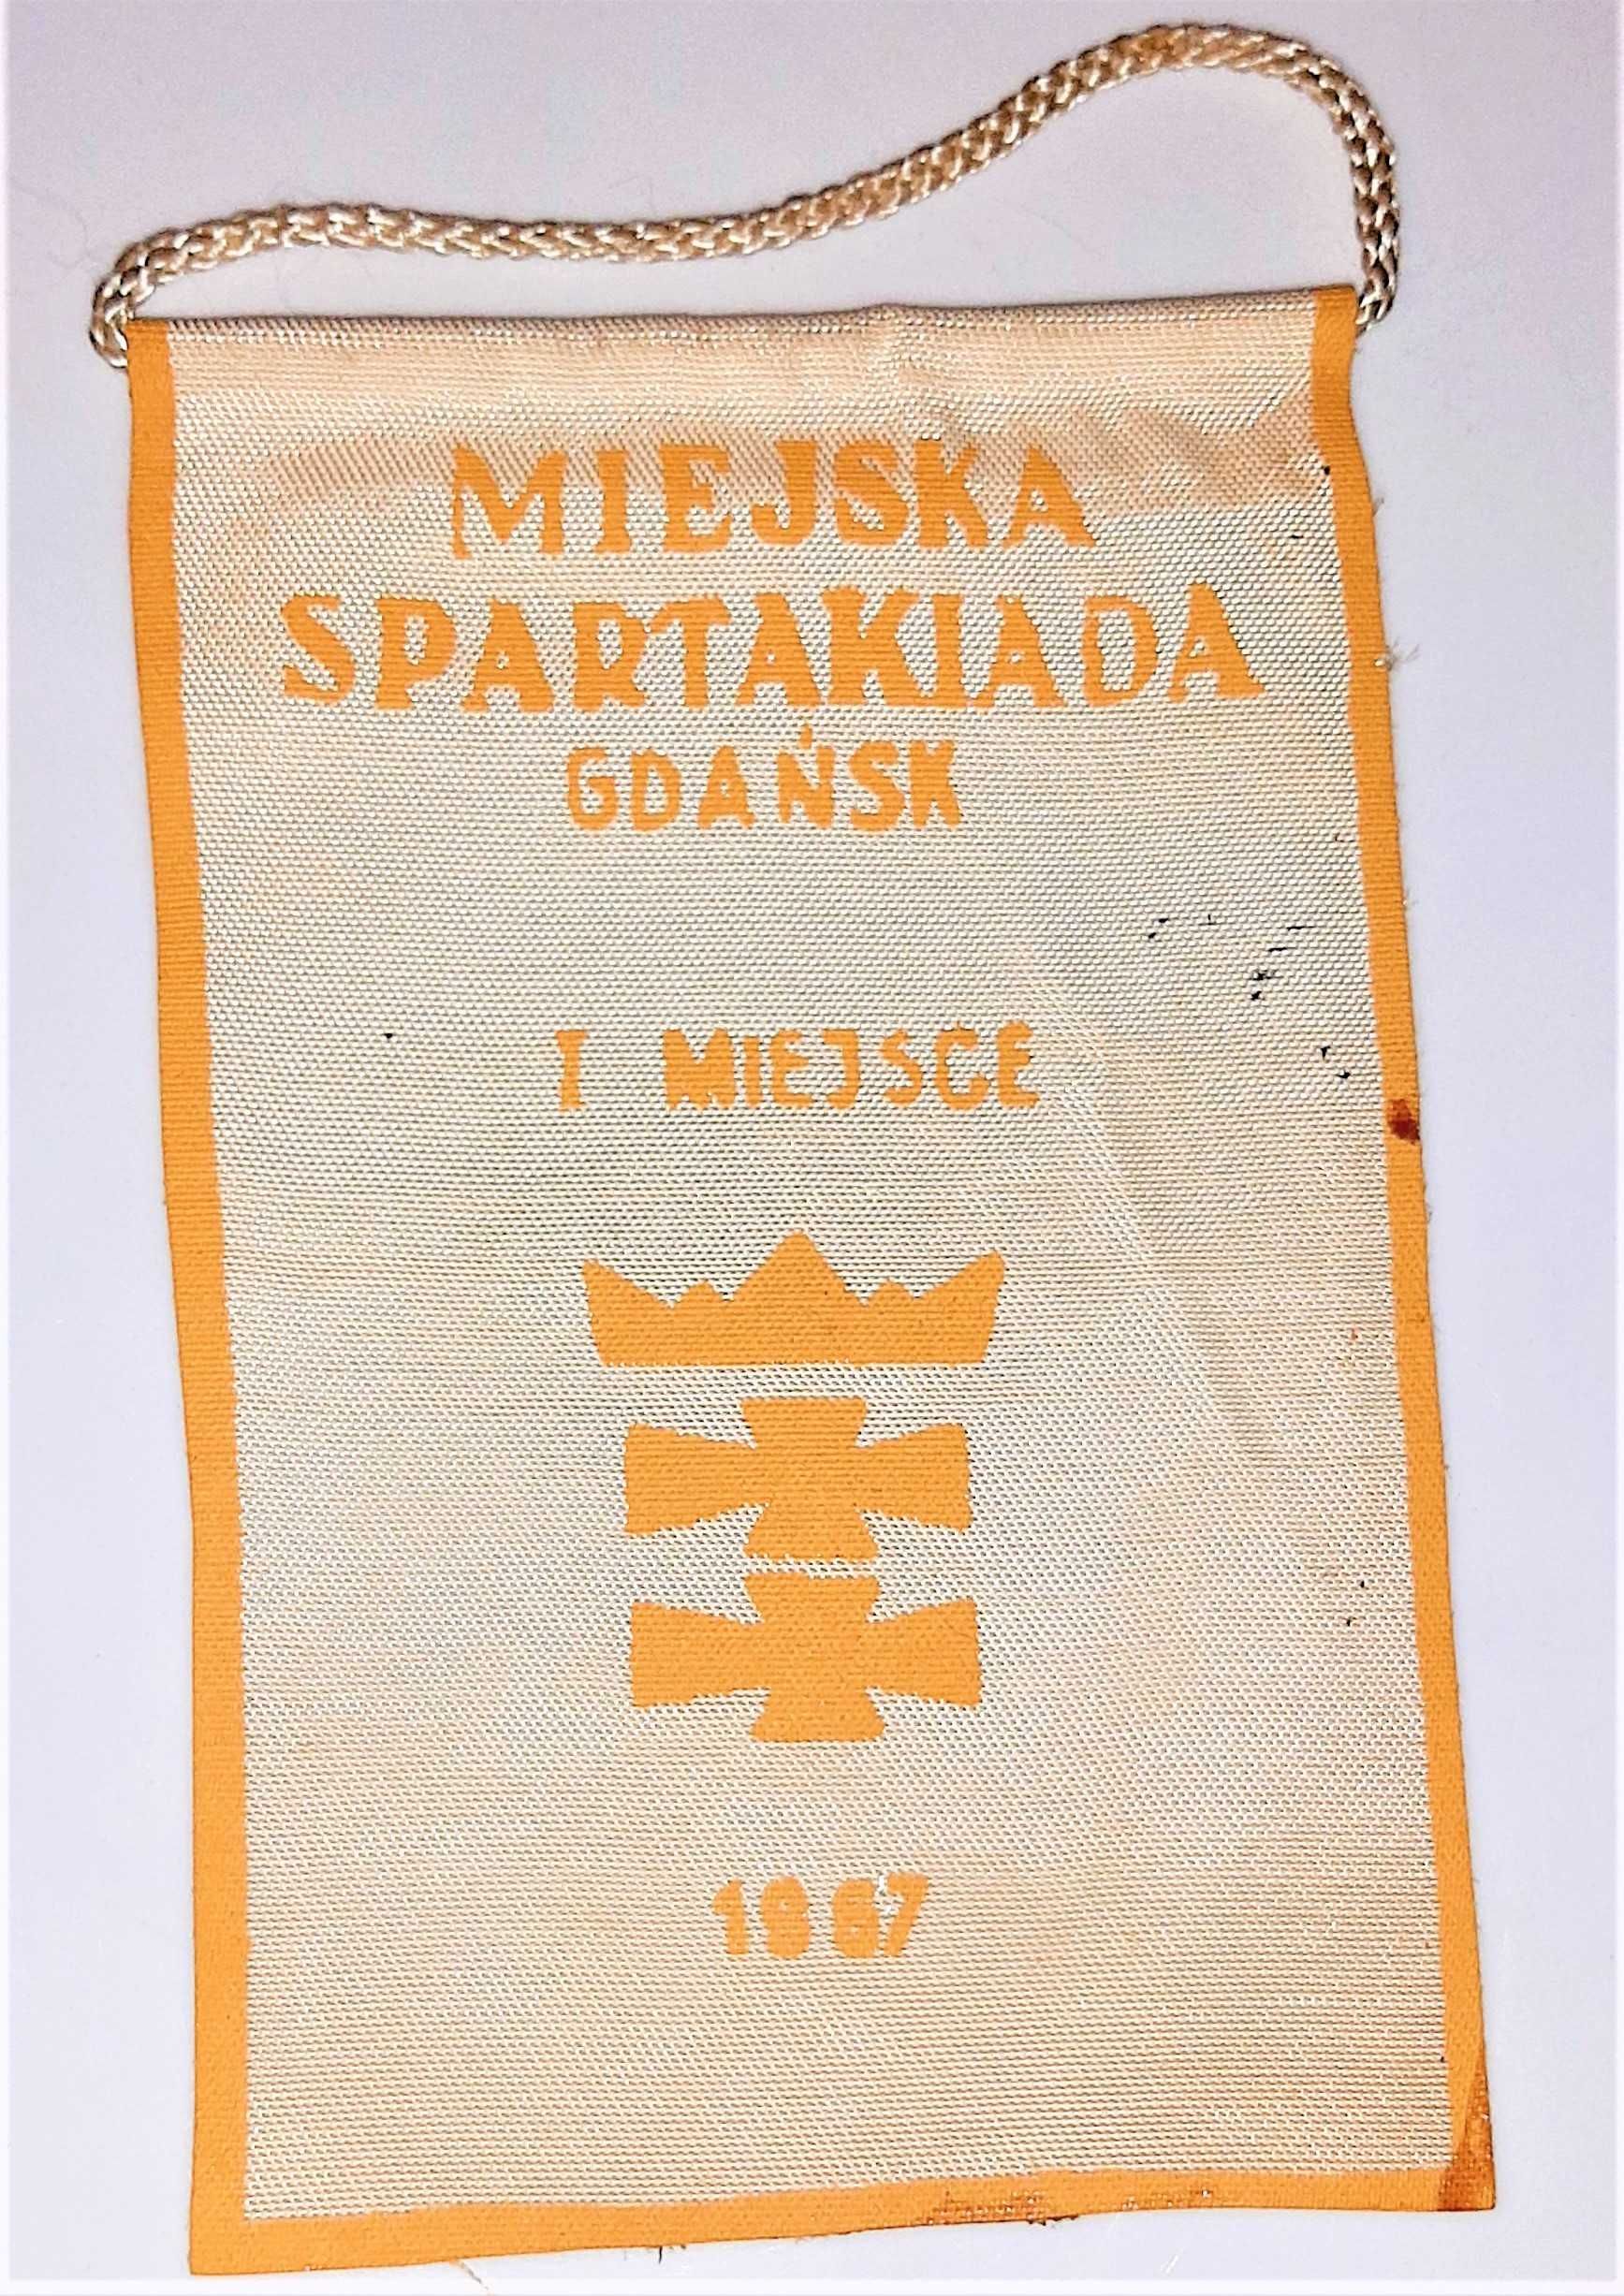 MIEJSKA
SPARTAKIADA
GDAŃSK
I MIEJSCE
1967